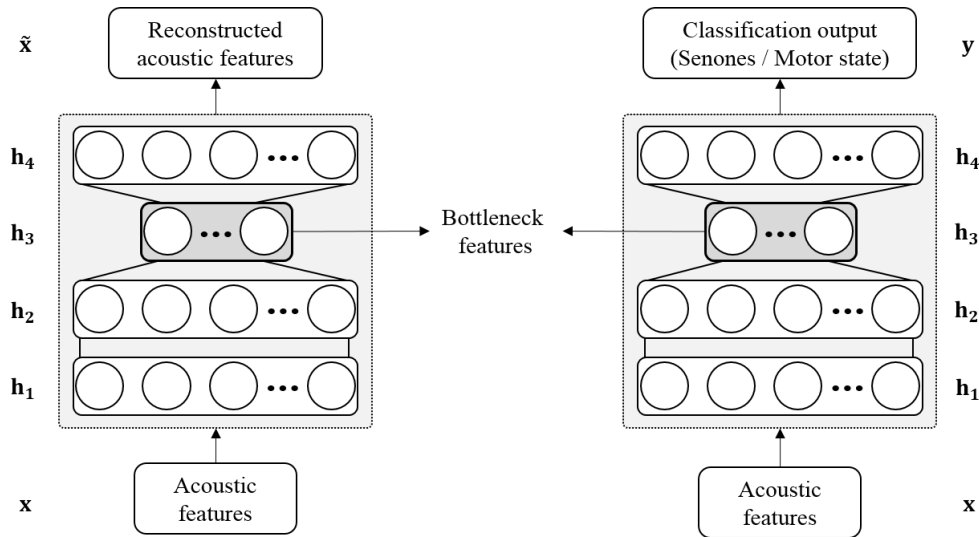 x̃
Reconstructed
acoustic features
Classification output
(Senones / Motor state)
y
h₄
h₄
h₃
Bottleneck
features
h₃
h₂
h₂
h₁
h₁
x
Acoustic
features
Acoustic
features
x